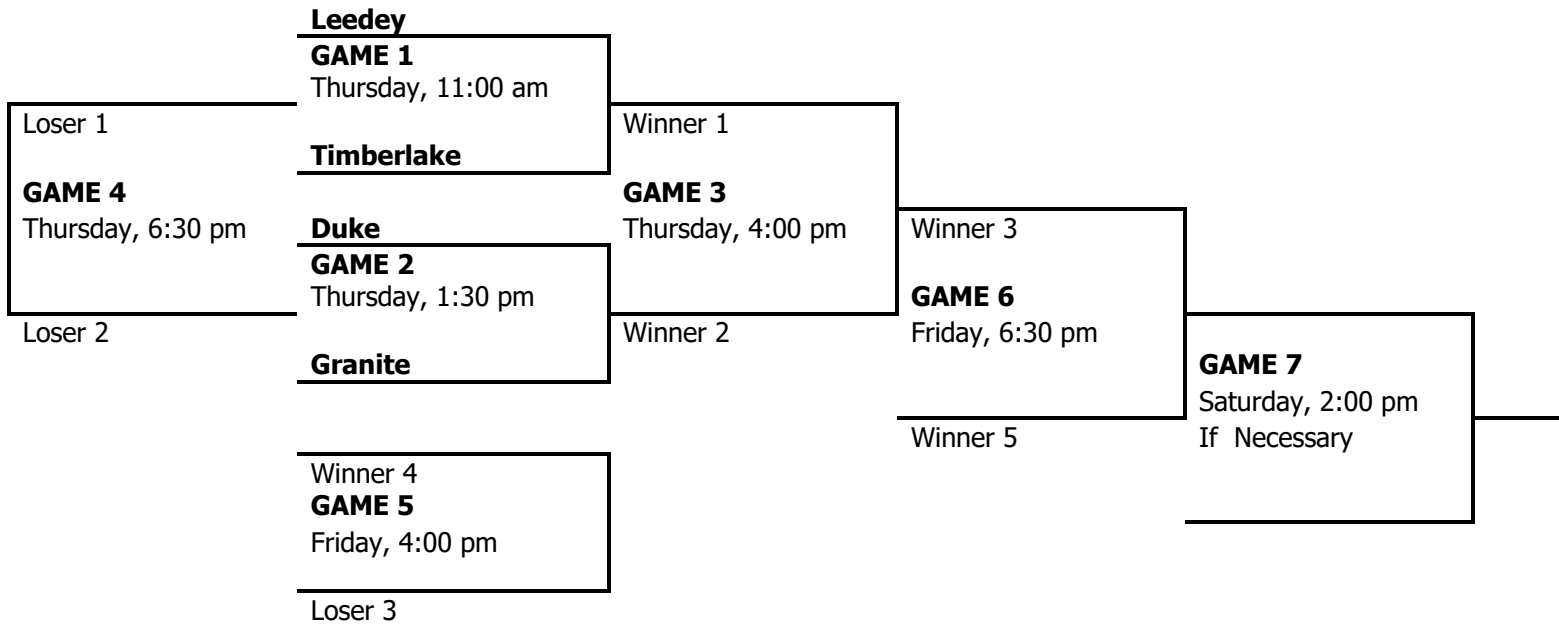 Leedey
GAME 1
Thursday, 11:00 am
Loser 1
Winner 1
Timberlake
GAME 4
GAME 3
Thursday, 6:30 pm
Duke
Thursday, 4:00 pm
Winner 3
GAME 2
Thursday, 1:30 pm
GAME 6
Loser 2
Winner 2
Friday, 6:30 pm
Granite
GAME 7
Saturday, 2:00 pm
Winner 5
If Necessary
Winner 4
GAME 5
Friday, 4:00 pm
Loser 3